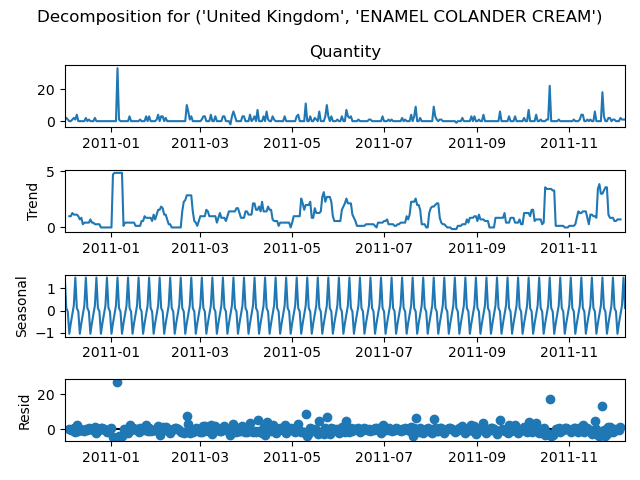 Decomposition for ('United Kingdom', 'ENAMEL COLANDER CREAM')
Quantity
20
0
2011-01 2011-03 2011-05 2011-07 2011-09 2011-11
Trend
5
0
2011-01 2011-03 2011-05 2011-07 2011-09 2011-11
Seasonal
1
0
−1
2011-01 2011-03 2011-05 2011-07 2011-09 2011-11
Resid
20
0
2011-01 2011-03 2011-05 2011-07 2011-09 2011-11